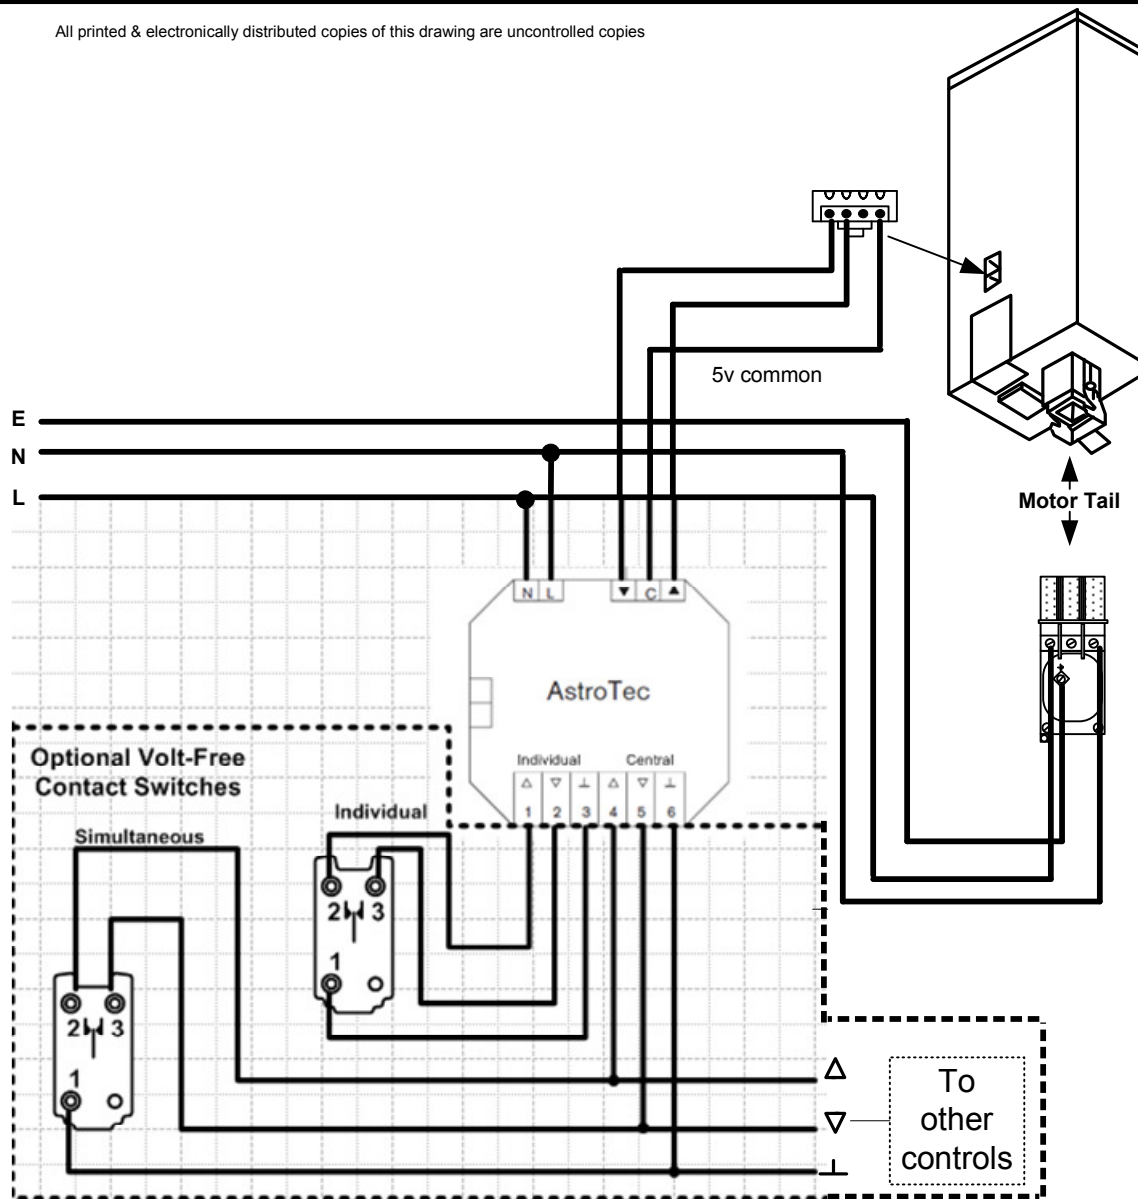 All printed & electronically distributed copies of this drawing are uncontrolled copies
5v common
E
N
L
Motor Tail
N L ▼ C ▲
AstroTec
Individual Central
△ ▽ ⊥ △ ▽ ⊥
1 2 3 4 5 6
Optional Volt-Free
Contact Switches
Individual
Simultaneous
2 3
1
2 3
1
△
▽
⊥
To
other
controls